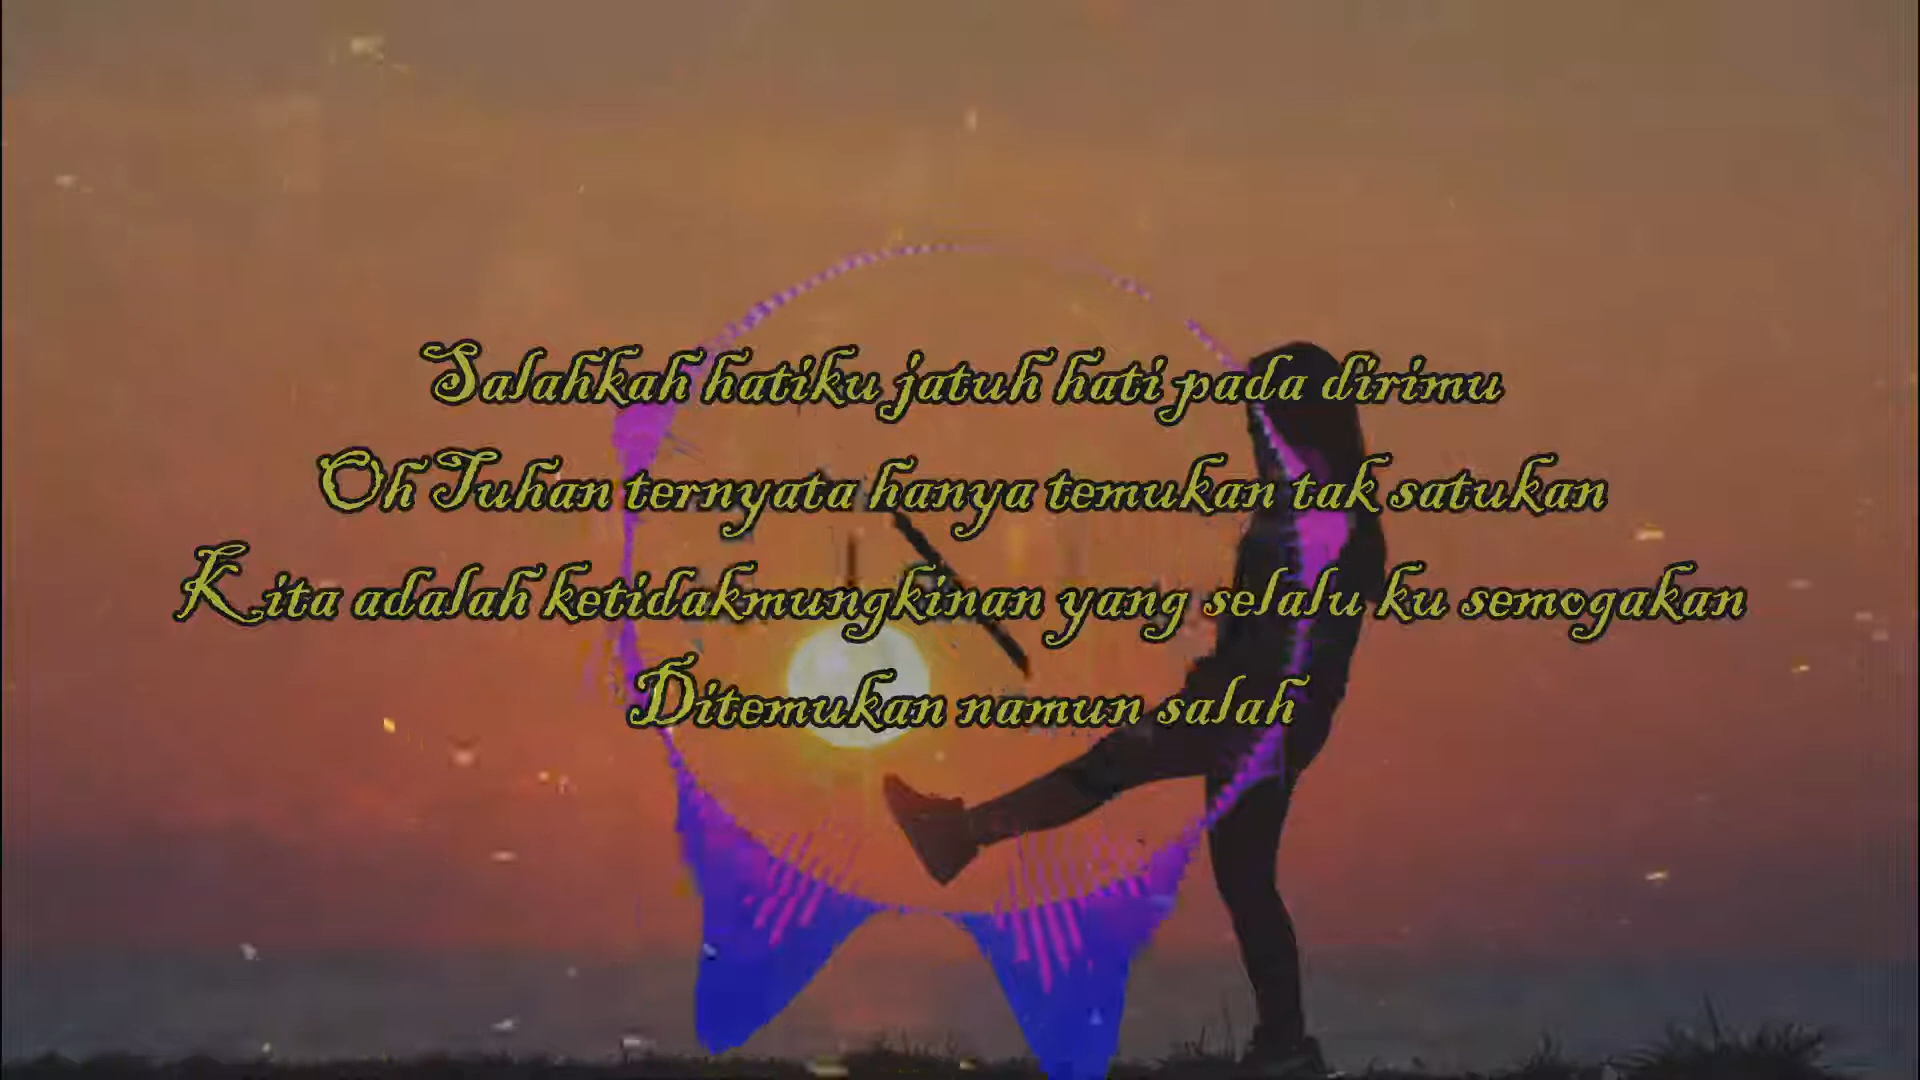 Salahkah hatiku jatuh hati pada dirimu
Oh Tuhan ternyata hanya temukan tak satukan
Kita adalah ketidakmungkinan yang selalu ku semogakan
Ditemukan namun salah